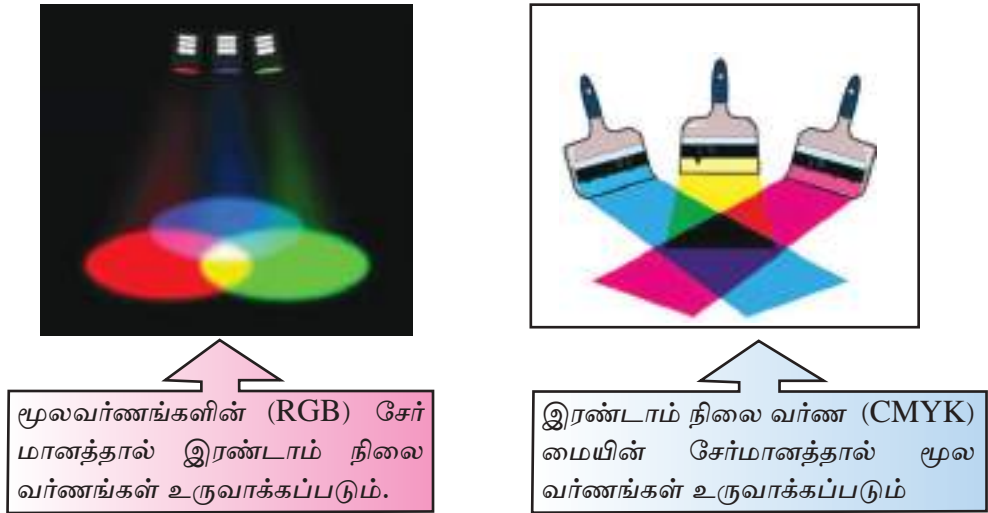 மூலவர்ணங்களின் (RGB) சேர்
மானத்தால் இரண்டாம் நிலை
வர்ணங்கள் உருவாக்கப்படும்.
இரண்டாம் நிலை வர்ண (CMYK)
மையின் சேர்மானத்தால் மூல
வர்ணங்கள் உருவாக்கப்படும்